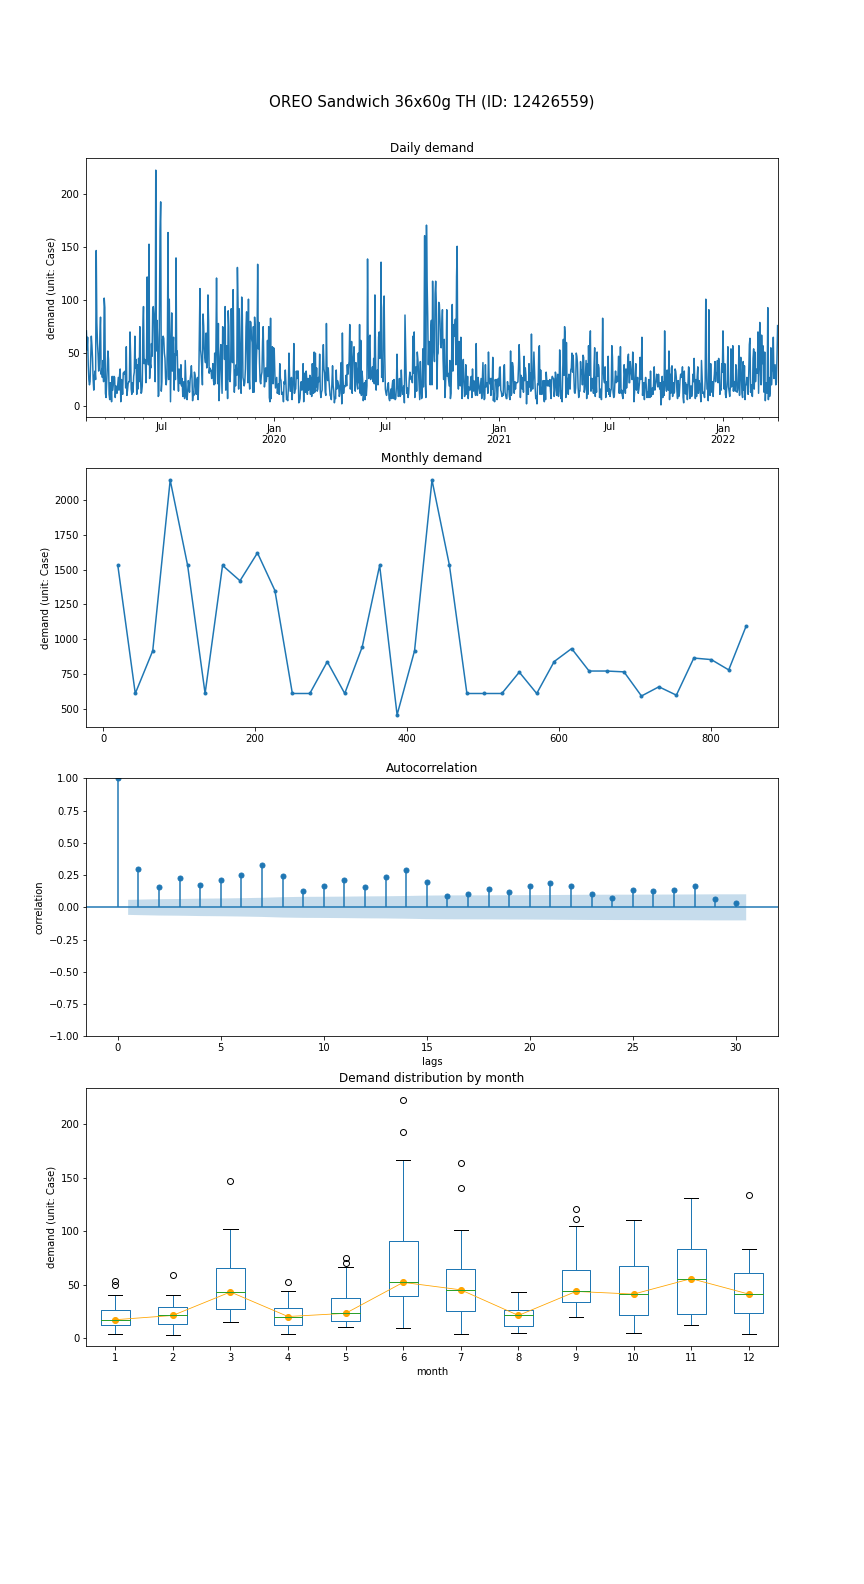 OREO Sandwich 36x60g TH (ID: 12426559)
Daily demand
demand (unit: Case)
200
150
100
50
0
Jul
Jan
2020
Jul
Jan
2021
Jul
Jan
2022
Monthly demand
demand (unit: Case)
2000
1750
1500
1250
1000
750
500
0 200 400 600 800
Autocorrelation
correlation
1.00
0.75
0.50
0.25
0.00
−0.25
−0.50
−0.75
−1.00
0 5 10 15 20 25 30
lags
Demand distribution by month
demand (unit: Case)
200
150
100
50
0
1 2 3 4 5 6 7 8 9 10 11 12
month